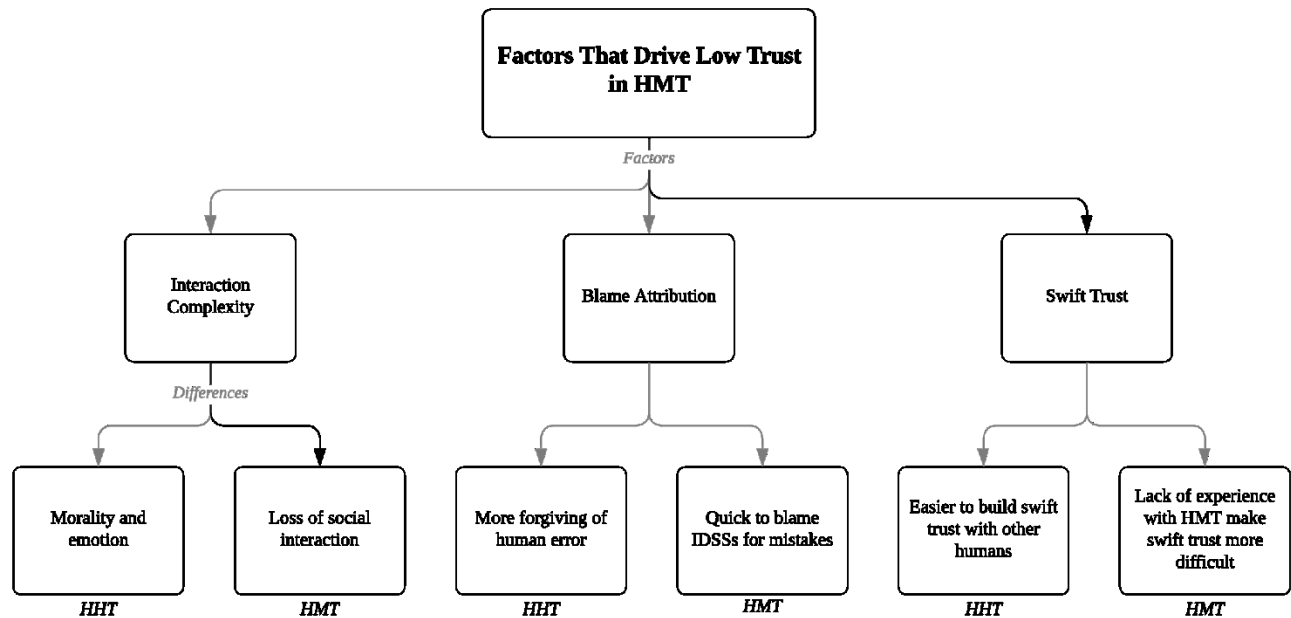 Factors That Drive Low Trust
in HMT
Factors
Interaction
Complexity
Blame Attribution
Swift Trust
Differences
Morality and
emotion
Loss of social
interaction
More forgiving of
human error
Quick to blame
IDSSs for mistakes
Easier to build swift
trust with other
humans
Lack of experience
with HMT make
swift trust more
difficult
HHT
HMT
HHT
HMT
HHT
HMT